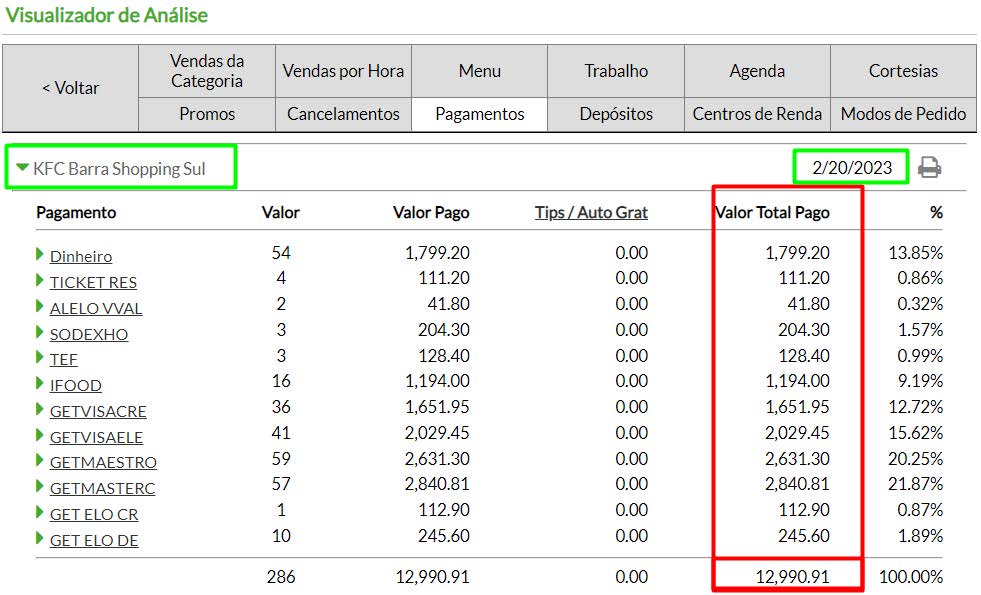 Visualizador de Análise
< Voltar
Vendas da Categoria
Vendas por Hora
Menu
Trabalho
Agenda
Cortesias
Promos
Cancelamentos
Pagamentos
Depósitos
Centros de Renda
Modos de Pedido
KFC Barra Shopping Sul 2/20/2023
Pagamento Valor Valor Pago Tips / Auto Grat Valor Total Pago %
Dinheiro 54 1,799.20 0.00 1,799.20 13.85%
TICKET RES 4 111.20 0.00 111.20 0.86%
ALELO VVAL 2 41.80 0.00 41.80 0.32%
SODEXHO 3 204.30 0.00 204.30 1.57%
TEF 3 128.40 0.00 128.40 0.99%
IFOOD 16 1,194.00 0.00 1,194.00 9.19%
GETVISACRE 36 1,651.95 0.00 1,651.95 12.72%
GETVISAELE 41 2,029.45 0.00 2,029.45 15.62%
GETMAESTRO 59 2,631.30 0.00 2,631.30 20.25%
GETMASTERC 57 2,840.81 0.00 2,840.81 21.87%
GET ELO CR 1 112.90 0.00 112.90 0.87%
GET ELO DE 10 245.60 0.00 245.60 1.89%
286 12,990.91 0.00 12,990.91 100.00%